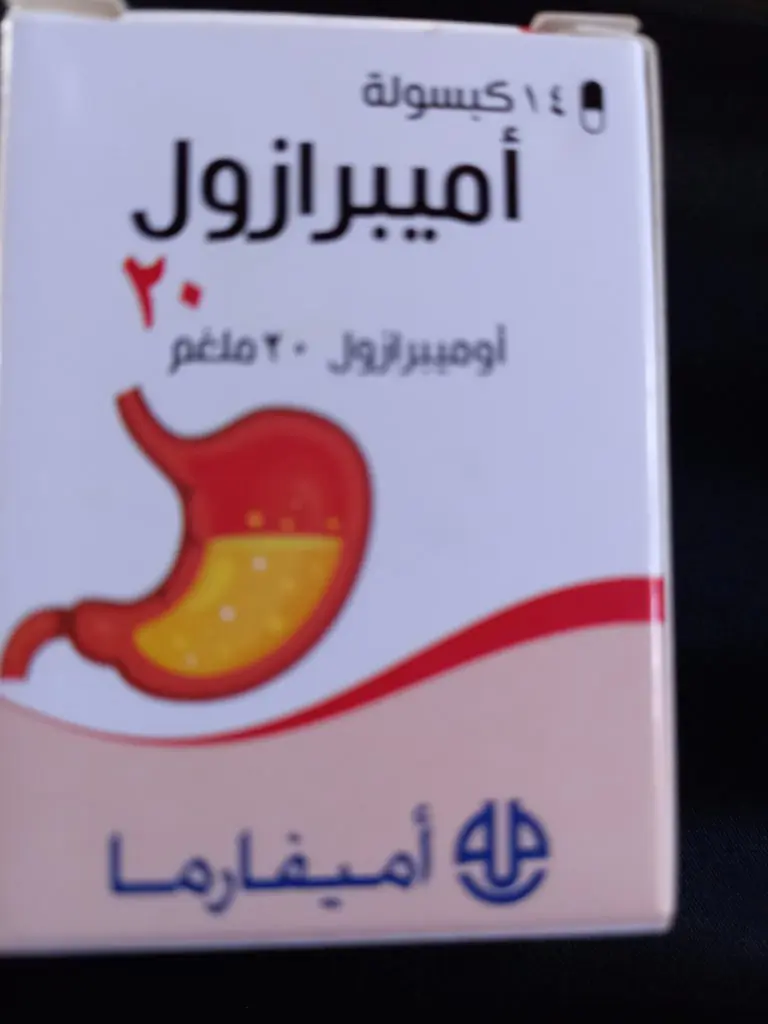 ١٤ كبسولة
أميبرازول
٢٠
أوميبرازول ٢٠ ملغم
أميفارما